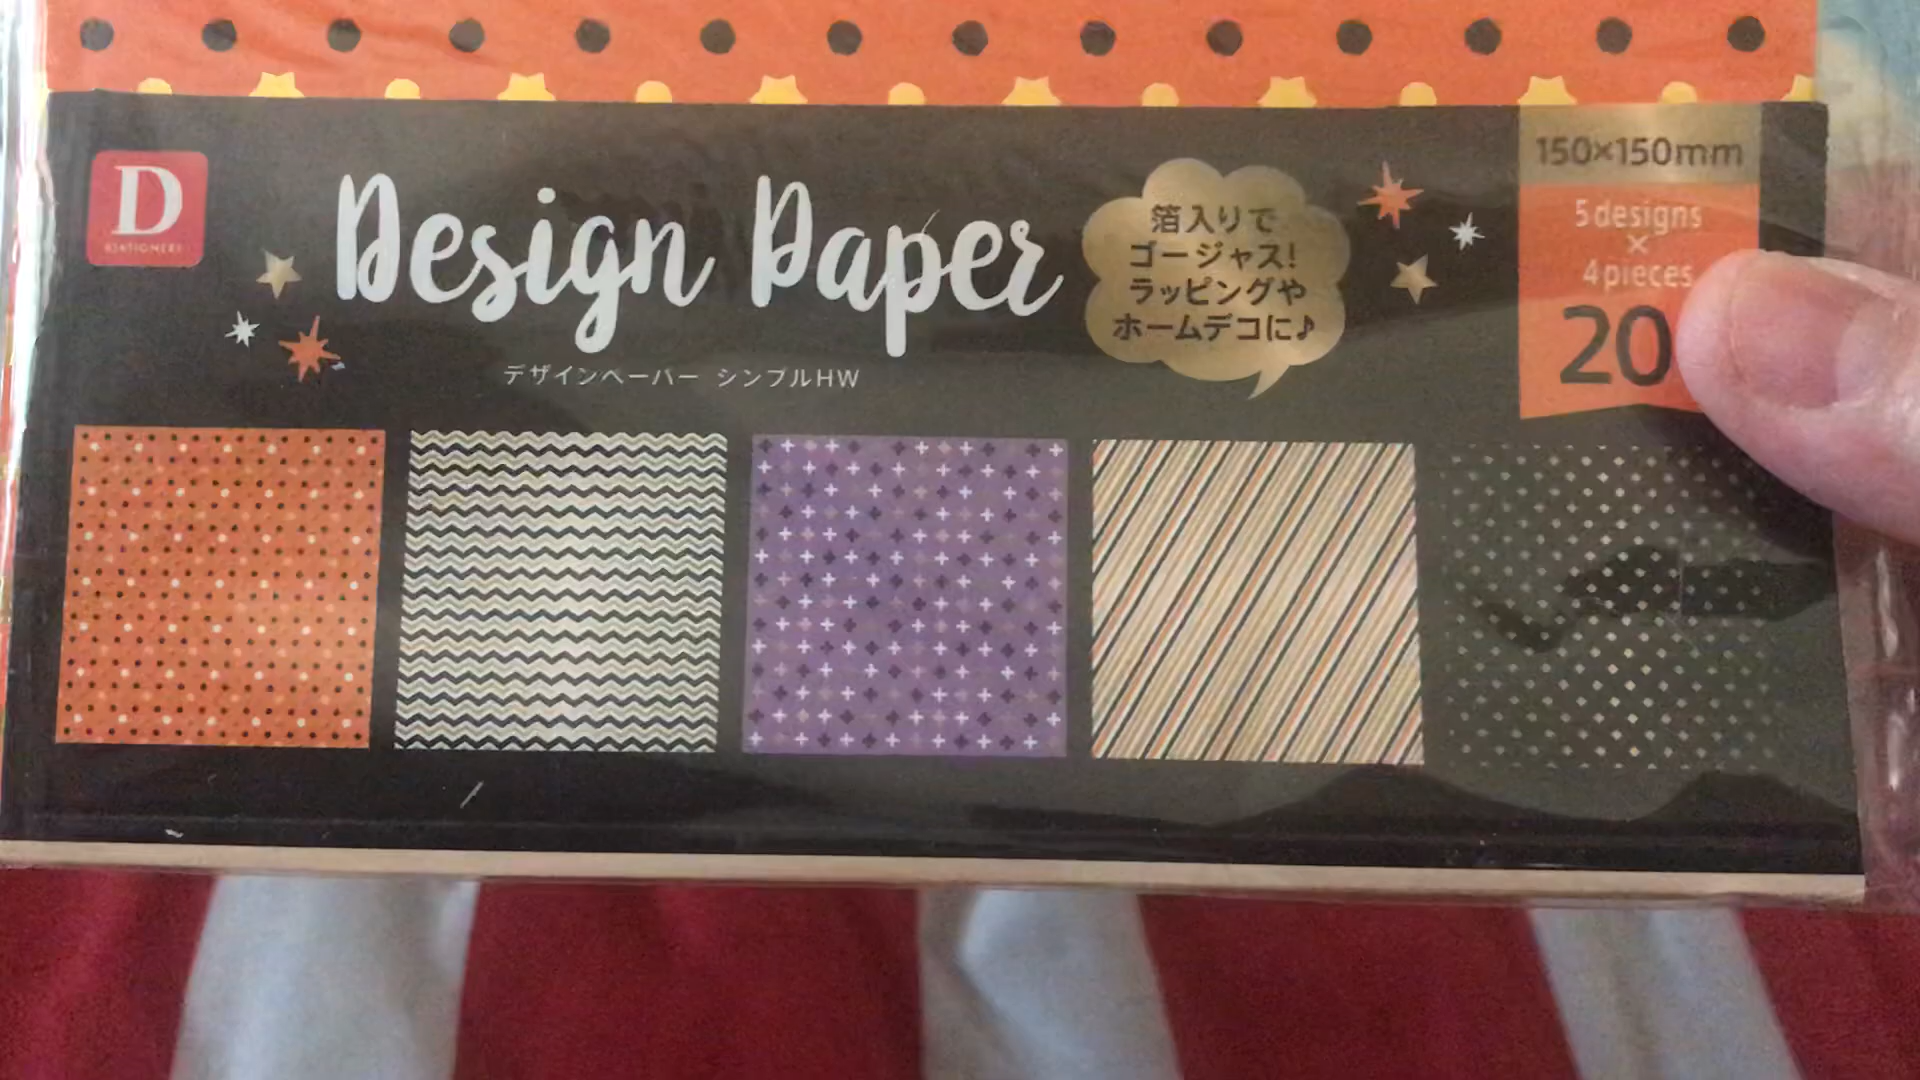 D
STATIONERY
Design Paper
デザインペーパー シンプルHW
箔入りで
ゴージャス!
ラッピングや
ホームデコに♪
150×150mm
5designs
×
4pieces
20